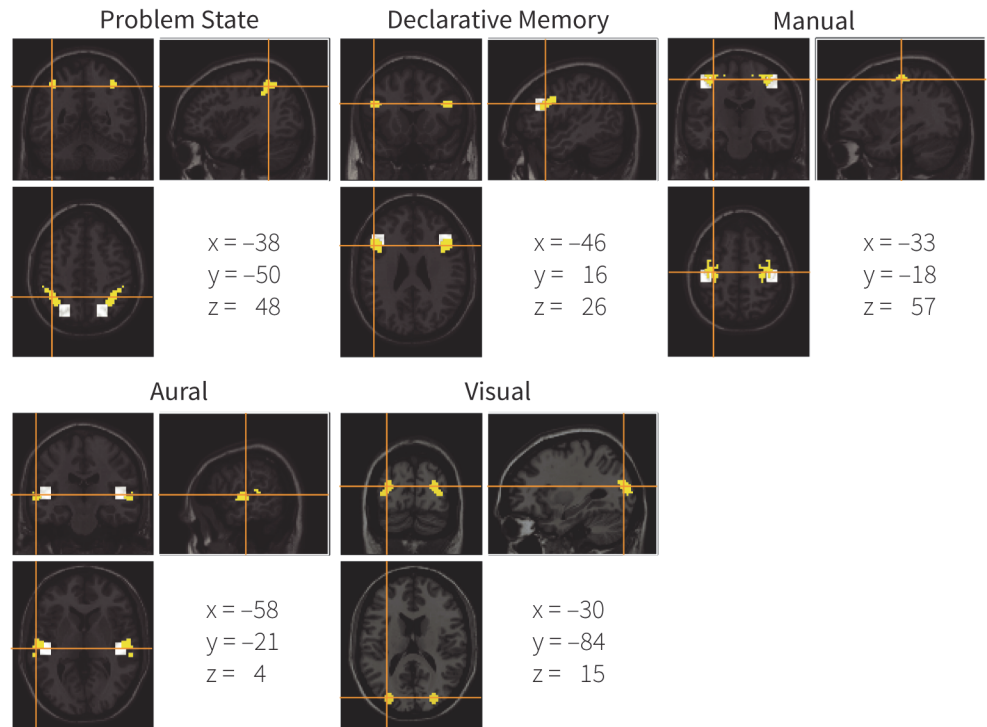 Problem State
Declarative Memory
Manual
x = –38
y = –50
z = 48
x = –46
y = 16
z = 26
x = –33
y = –18
z = 57
Aural
Visual
x = –58
y = –21
z = 4
x = –30
y = –84
z = 15